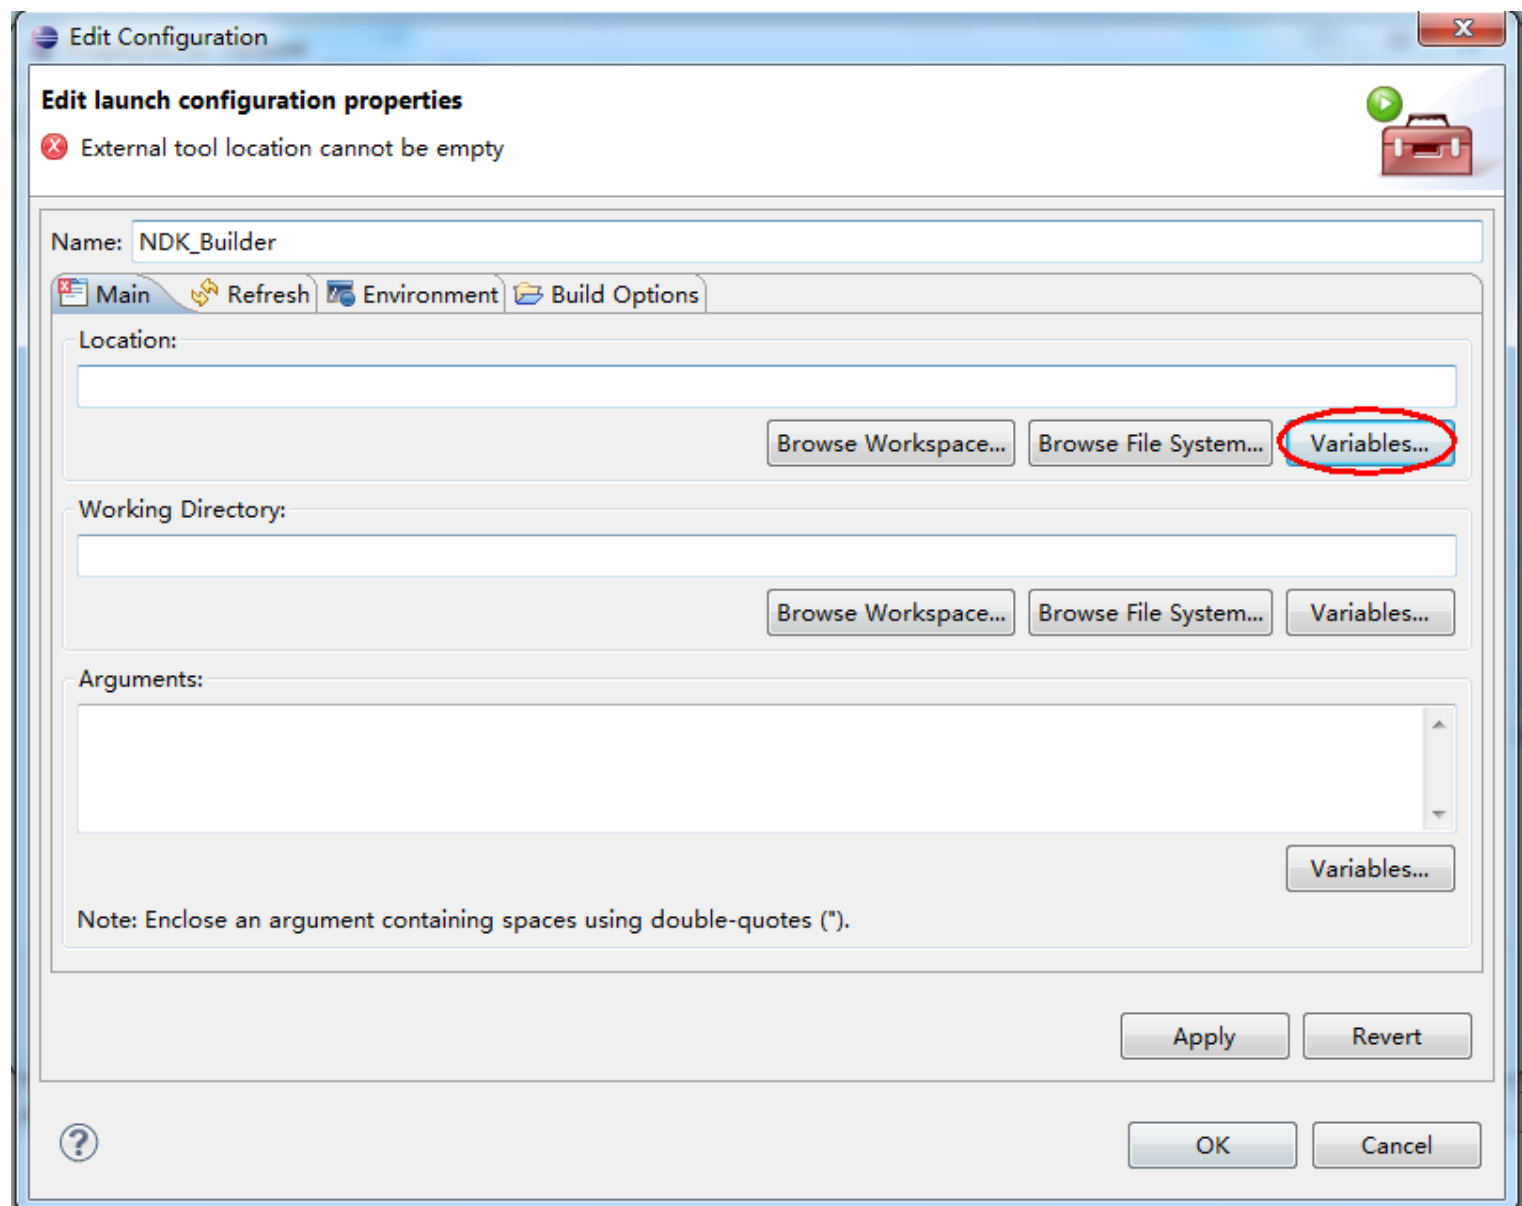 Edit Configuration
X
Edit launch configuration properties
External tool location cannot be empty
Name: NDK_Builder
Main Refresh Environment Build Options
Location:
Browse Workspace... Browse File System... Variables...
Working Directory:
Browse Workspace... Browse File System... Variables...
Arguments:
Variables...
Note: Enclose an argument containing spaces using double-quotes (").
Apply Revert
? OK Cancel